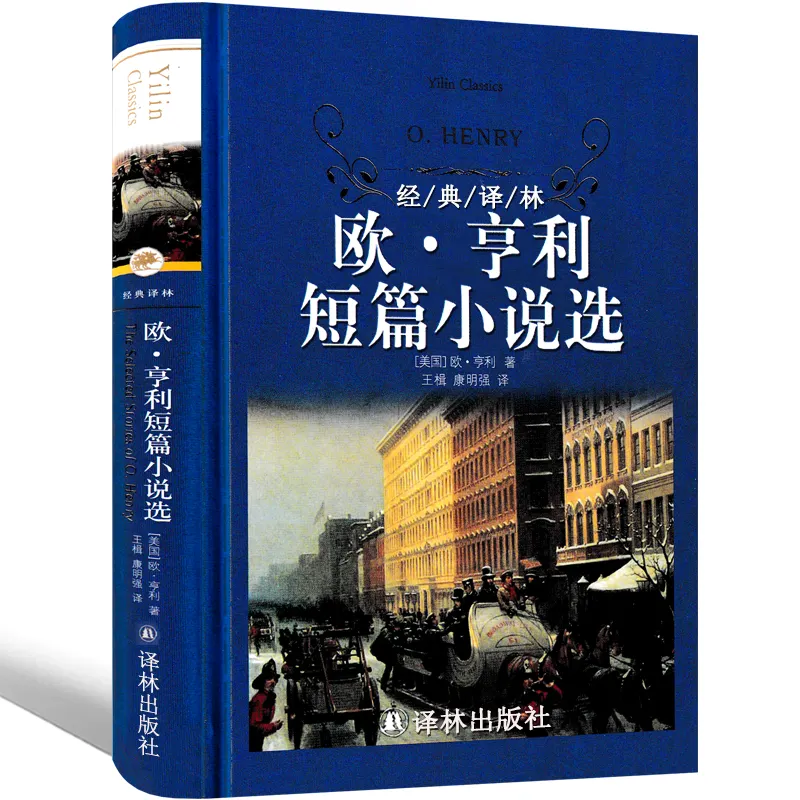 Yilin Classics
O. HENRY
经/典/译/林
欧·亨利
短篇小说选
[美国] 欧·亨利 著
王楫 康明强 译
译林出版社
Yilin
Classics
经典译林
欧·亨利短篇小说选
The Selected Stories of O. Henry
[美国] 欧·亨利 著
王楫 康明强 译
译林出版社